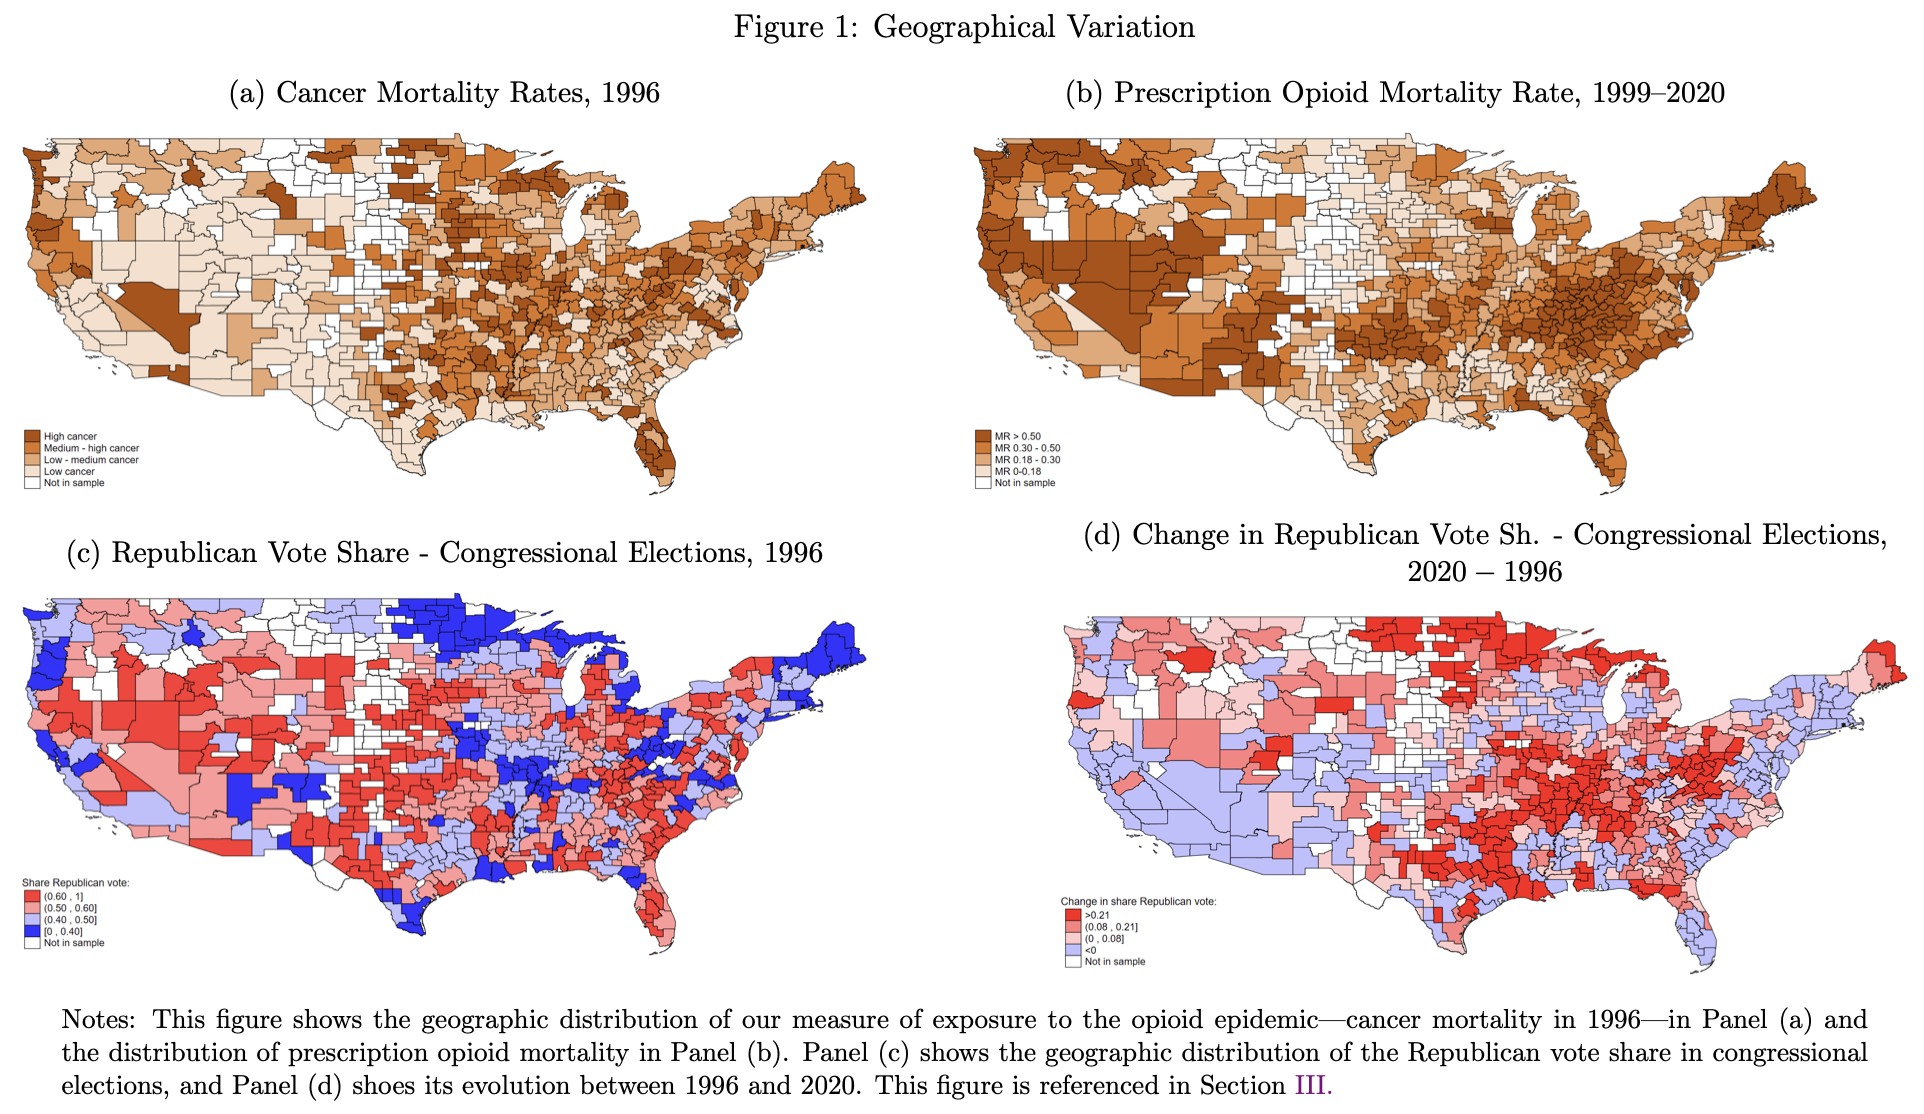 Figure 1: Geographical Variation
(a) Cancer Mortality Rates, 1996
(b) Prescription Opioid Mortality Rate, 1999–2020
High cancer
Medium - high cancer
Low - medium cancer
Low cancer
Not in sample
MR > 0.50
MR 0.30 - 0.50
MR 0.18 - 0.30
MR 0-0.18
Not in sample
(c) Republican Vote Share - Congressional Elections, 1996
(d) Change in Republican Vote Sh. - Congressional Elections,
2020 – 1996
Share Republican vote:
(0.60 , 1]
(0.50 , 0.60]
(0.40 , 0.50]
[0 , 0.40]
Not in sample
Change in share Republican vote:
>0.21
(0.08 , 0.21]
(0 , 0.08]
<0
Not in sample
Notes: This figure shows the geographic distribution of our measure of exposure to the opioid epidemic—cancer mortality in 1996—in Panel (a) and
the distribution of prescription opioid mortality in Panel (b). Panel (c) shows the geographic distribution of the Republican vote share in congressional
elections, and Panel (d) shoes its evolution between 1996 and 2020. This figure is referenced in Section III.